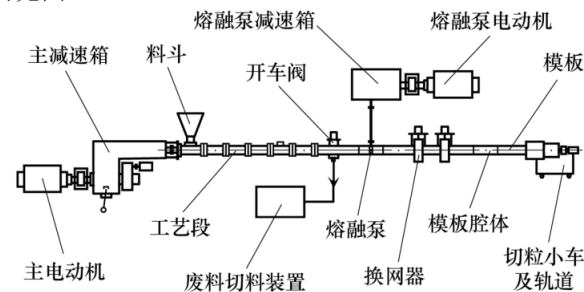 熔融泵减速箱
熔融泵电动机
主减速箱
料斗
开车阀
模板
工艺段
熔融泵
模板腔体
切粒小车
及轨道
主电动机
废料切料装置
换网器